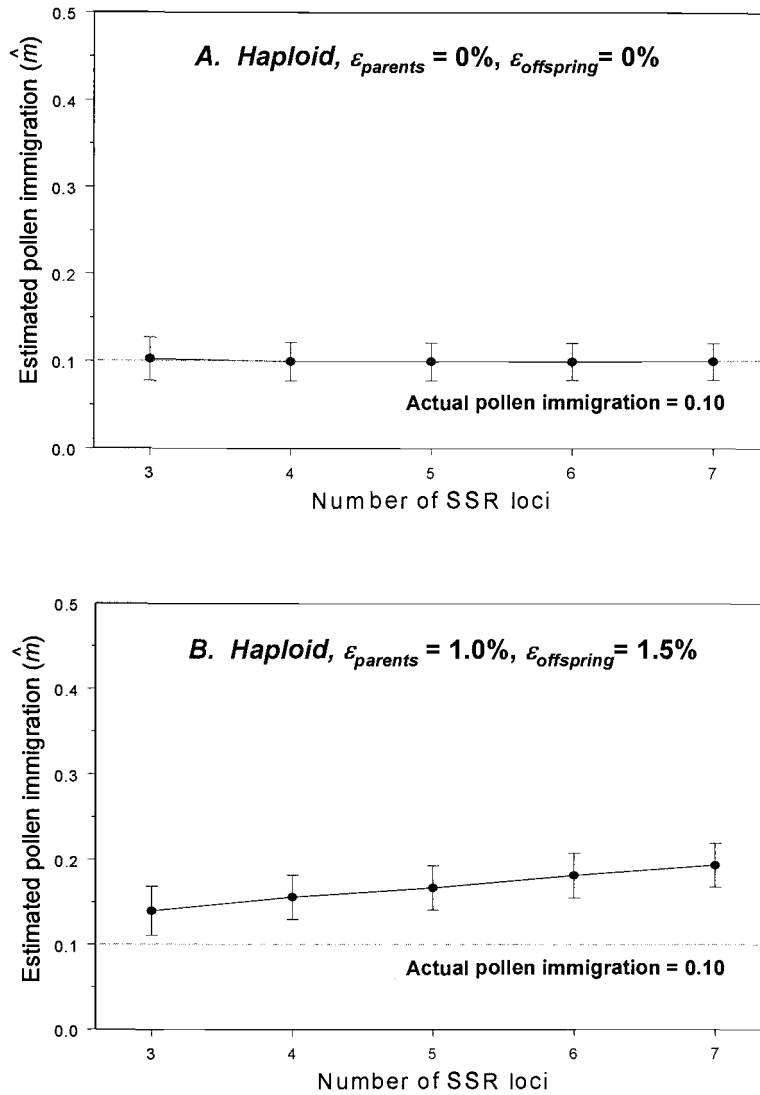 0.5
A. Haploid, εparents = 0%, εoffspring= 0%
0.4
0.3
0.2
0.1
0.0
Actual pollen immigration = 0.10
3 4 5 6 7
Number of SSR loci
Estimated pollen immigration (m̂)
0.5
B. Haploid, εparents = 1.0%, εoffspring= 1.5%
0.4
0.3
0.2
0.1
0.0
Actual pollen immigration = 0.10
3 4 5 6 7
Number of SSR loci
Estimated pollen immigration (m̂)